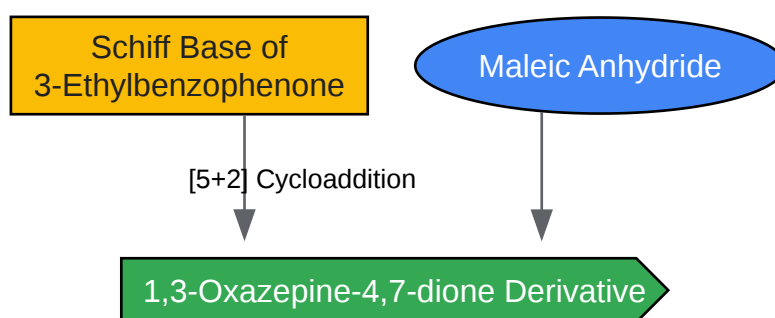 Schiff Base of
3-Ethylbenzophenone
Maleic Anhydride
[5+2] Cycloaddition
1,3-Oxazepine-4,7-dione Derivative